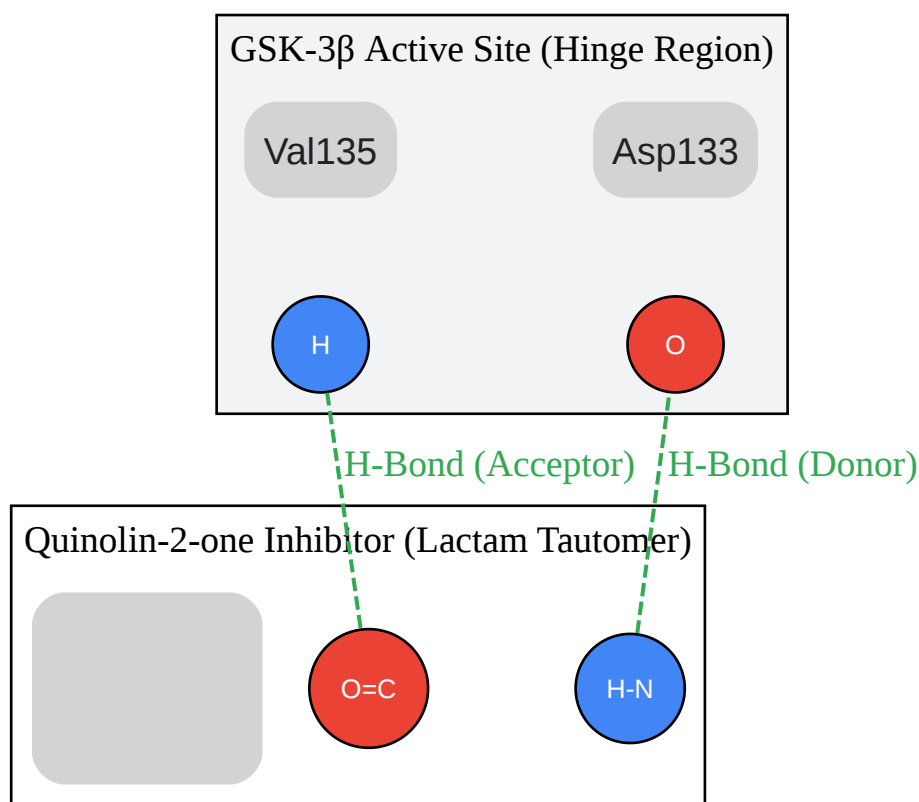 GSK-3β Active Site (Hinge Region)
Val135
Asp133
H
O
H-Bond (Acceptor)
H-Bond (Donor)
Quinolin-2-one Inhibitor (Lactam Tautomer)
O=C
H-N